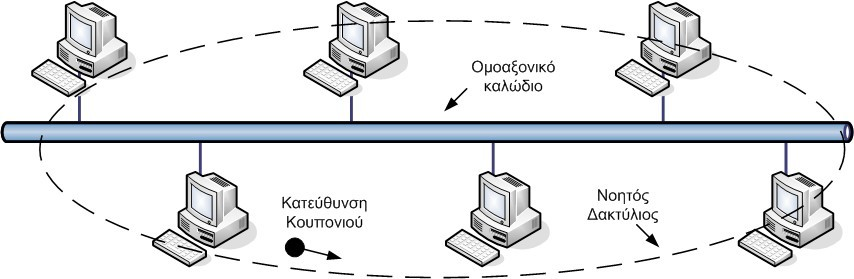 Ομοαξονικό
καλώδιο
Κατεύθυνση
Κουπονιού
Νοητός
Δακτύλιος